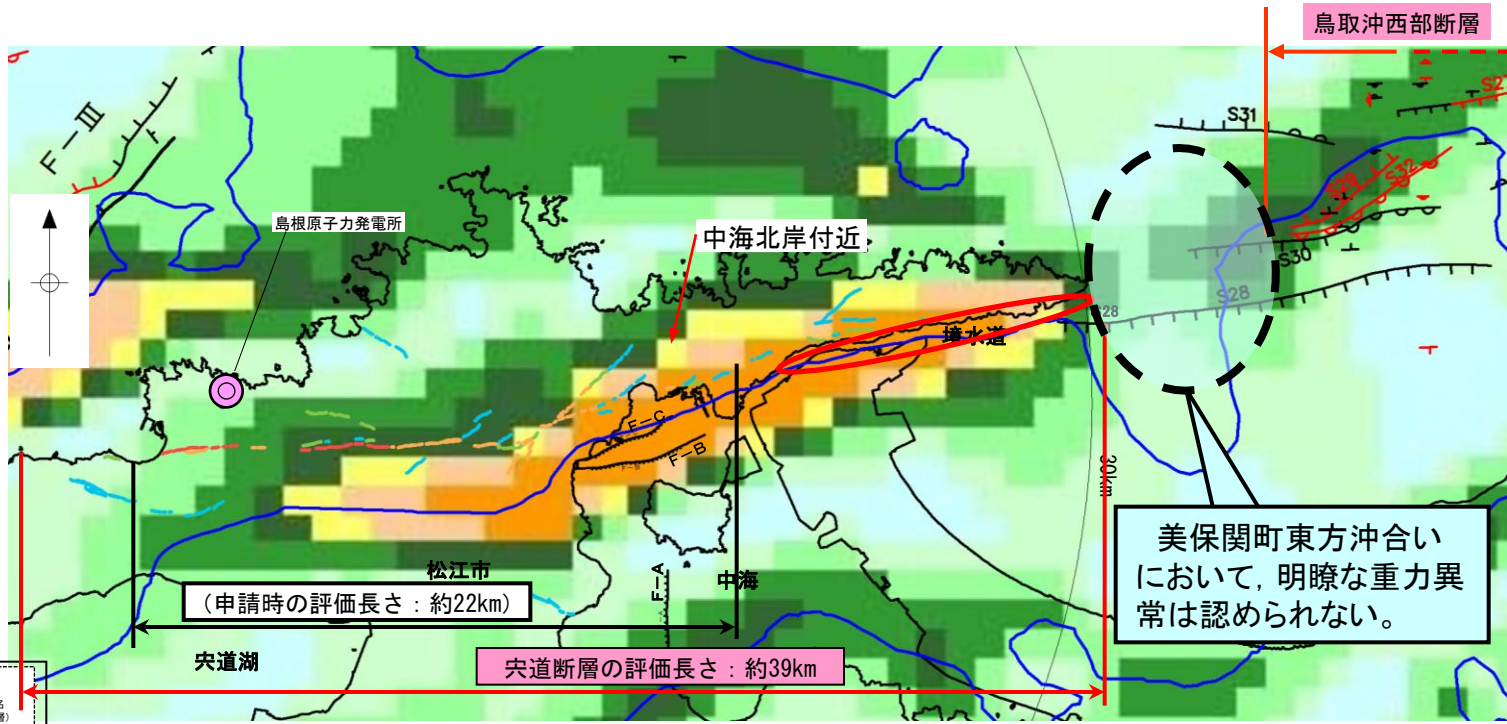 鳥取沖西部断層
F-Ⅲ
S27
S31
島根原子力発電所
中海北岸付近
S29
S32
S30
S28
S28
境水道
F-C
F-B
30km
美保関町東方沖合い
において，明瞭な重力異
常は認められない。
松江市
F-A
中海
(申請時の評価長さ：約22km)
宍道湖
宍道断層の評価長さ：約39km